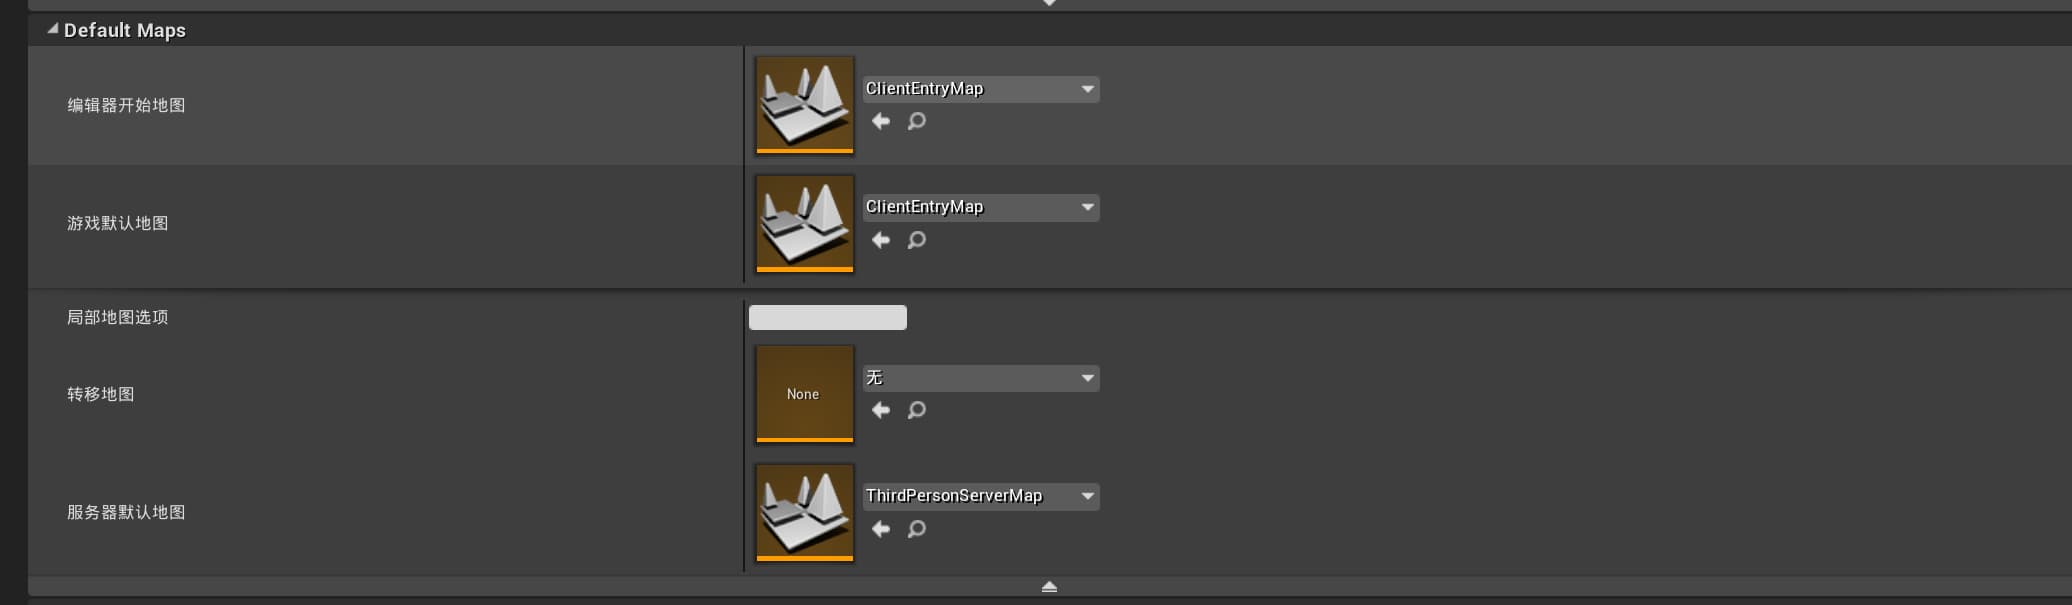 Default Maps
编辑器开始地图
ClientEntryMap
游戏默认地图
ClientEntryMap
局部地图选项
转移地图
None
无
服务器默认地图
ThirdPersonServerMap